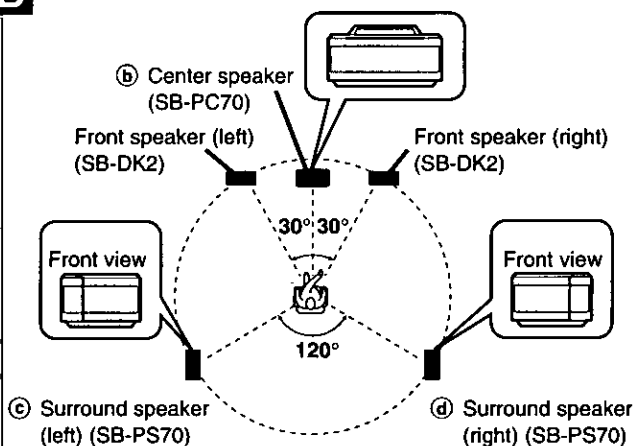 ⓑ Center speaker
(SB-PC70)
Front speaker (left)
(SB-DK2)
Front speaker (right)
(SB-DK2)
30° 30°
Front view
Front view
120°
ⓒ Surround speaker
(left) (SB-PS70)
ⓓ Surround speaker
(right) (SB-PS70)